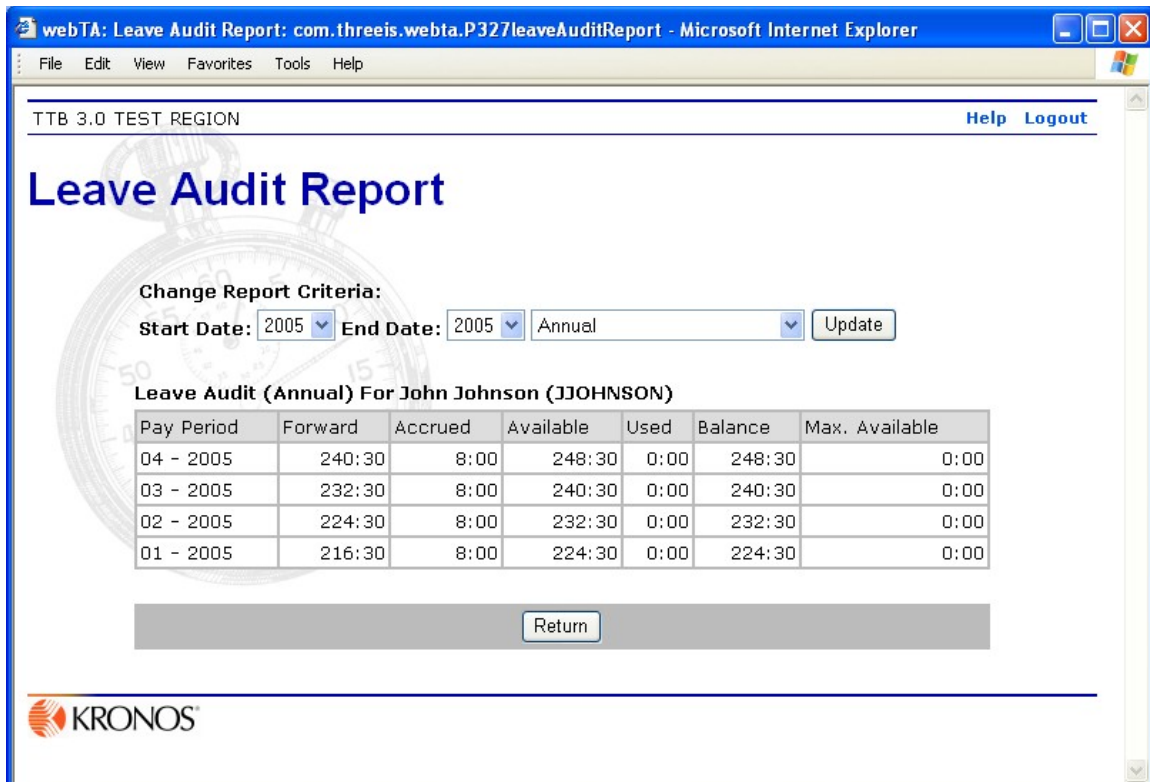 webTA: Leave Audit Report: com.threeis.webta.P327leaveAuditReport - Microsoft Internet Explorer
File Edit View Favorites Tools Help
TTB 3.0 TEST REGION Help Logout
Leave Audit Report
Change Report Criteria:
Start Date: 2005 End Date: 2005 Annual Update
Leave Audit (Annual) For John Johnson (JJOHNSON)
Pay Period Forward Accrued Available Used Balance Max. Available
04 - 2005 240:30 8:00 248:30 0:00 248:30 0:00
03 - 2005 232:30 8:00 240:30 0:00 240:30 0:00
02 - 2005 224:30 8:00 232:30 0:00 232:30 0:00
01 - 2005 216:30 8:00 224:30 0:00 224:30 0:00
Return
KRONOS